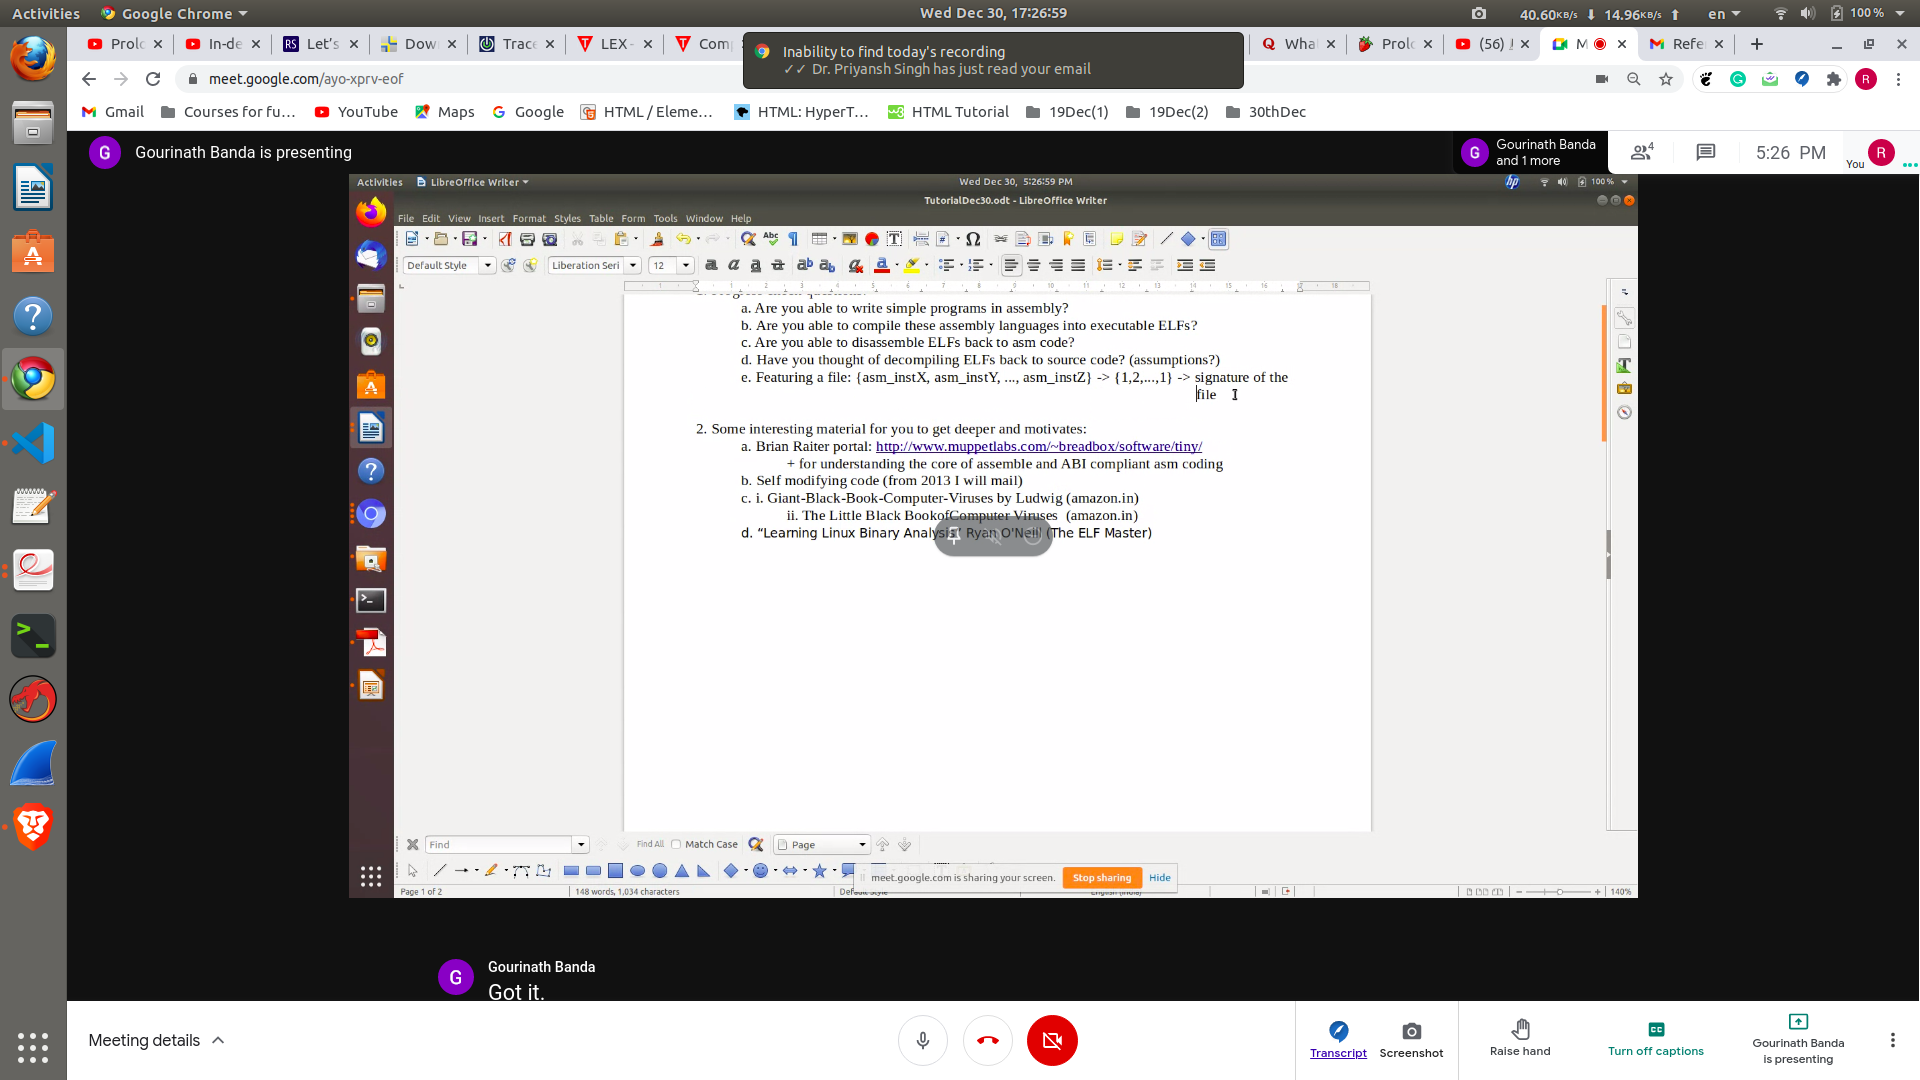 Activities Google Chrome Wed Dec 30, 17:26:59 40.60KB/s 14.96KB/s en 100 %
Prolo In-de Let's Dow Trace LEX - Com Wha Prolo (56) M Refe
Inability to find today's recording
✓✓ Dr. Priyansh Singh has just read your email
meet.google.com/ayo-xprv-eof
Gmail Courses for fu... YouTube Maps Google HTML / Eleme... HTML: HyperT... HTML Tutorial 19Dec(1) 19Dec(2) 30thDec
G Gourinath Banda is presenting
G Gourinath Banda and 1 more 4 5:26 PM You R
Activities LibreOffice Writer Wed Dec 30, 5:26:59 PM 100 %
TutorialDec30.odt - LibreOffice Writer
File Edit View Insert Format Styles Table Form Tools Window Help
Default Style Liberation Seri 12
a. Are you able to write simple programs in assembly?
b. Are you able to compile these assembly languages into executable ELFs?
c. Are you able to disassemble ELFs back to asm code?
d. Have you thought of decompiling ELFs back to source code? (assumptions?)
e. Featuring a file: {asm_instX, asm_instY, ..., asm_instZ} -> {1,2,...,1} -> signature of the
file
2. Some interesting material for you to get deeper and motivates:
a. Brian Raiter portal: http://www.muppetlabs.com/~breadbox/software/tiny/
+ for understanding the core of assemble and ABI compliant asm coding
b. Self modifying code (from 2013 I will mail)
c. i. Giant-Black-Book-Computer-Viruses by Ludwig (amazon.in)
ii. The Little Black BookofComputer Viruses (amazon.in)
d. "Learning Linux Binary Analysis' Ryan O'Neill (The ELF Master)
Find Find All Match Case Page
meet.google.com is sharing your screen. Stop sharing Hide
Page 1 of 2 148 words, 1,034 characters Default Style English (India) 140%
G Gourinath Banda
Got it.
Meeting details Transcript Screenshot Raise hand Turn off captions Gourinath Banda
is presenting